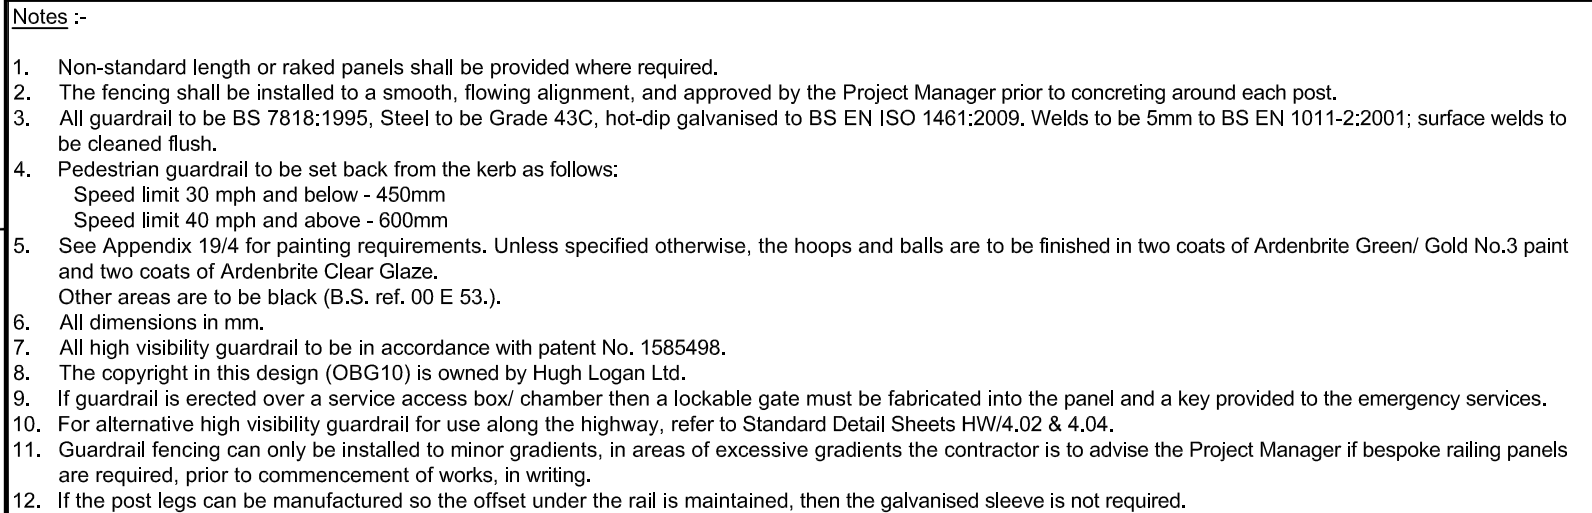 Notes :-
1. Non-standard length or raked panels shall be provided where required.
2. The fencing shall be installed to a smooth, flowing alignment, and approved by the Project Manager prior to concreting around each post.
3. All guardrail to be BS 7818:1995, Steel to be Grade 43C, hot-dip galvanised to BS EN ISO 1461:2009. Welds to be 5mm to BS EN 1011-2:2001; surface welds to
be cleaned flush.
4. Pedestrian guardrail to be set back from the kerb as follows:
Speed limit 30 mph and below - 450mm
Speed limit 40 mph and above - 600mm
5. See Appendix 19/4 for painting requirements. Unless specified otherwise, the hoops and balls are to be finished in two coats of Ardenbrite Green/ Gold No.3 paint
and two coats of Ardenbrite Clear Glaze.
Other areas are to be black (B.S. ref. 00 E 53.).
6. All dimensions in mm.
7. All high visibility guardrail to be in accordance with patent No. 1585498.
8. The copyright in this design (OBG10) is owned by Hugh Logan Ltd.
9. If guardrail is erected over a service access box/ chamber then a lockable gate must be fabricated into the panel and a key provided to the emergency services.
10. For alternative high visibility guardrail for use along the highway, refer to Standard Detail Sheets HW/4.02 & 4.04.
11. Guardrail fencing can only be installed to minor gradients, in areas of excessive gradients the contractor is to advise the Project Manager if bespoke railing panels
are required, prior to commencement of works, in writing.
12. If the post legs can be manufactured so the offset under the rail is maintained, then the galvanised sleeve is not required.